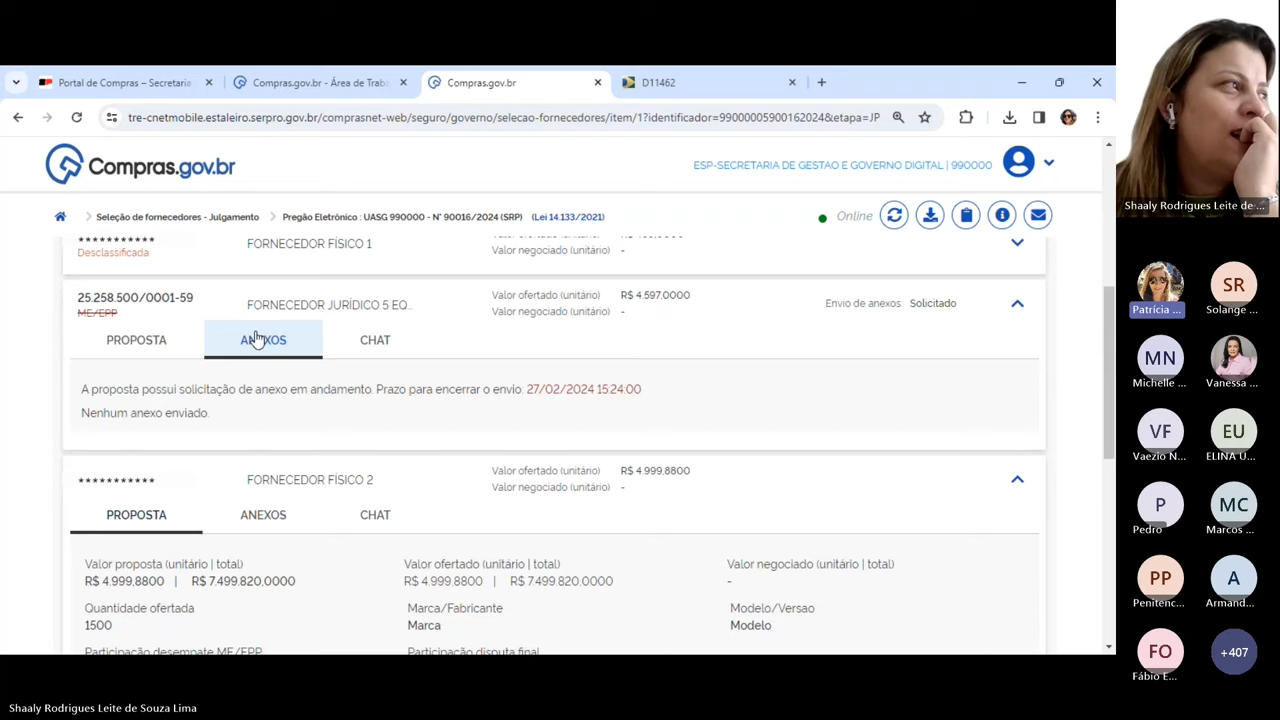 Portal de Compras – Secretaria
Compras.gov.br - Área de Trab
Compras.gov.br
D11462
tre-cnetmobile.estaleiro.serpro.gov.br/comprasnet-web/seguro/governo/selecao-fornecedores/item/1?identificador=99000005900162024&etapa=JP
Compras.gov.br
ESP-SECRETARIA DE GESTAO E GOVERNO DIGITAL | 990000
Seleção de fornecedores - Julgamento
Pregão Eletrônico : UASG 990000 - N° 90016/2024 (SRP) (Lei 14.133/2021)
Online
***********
FORNECEDOR FÍSICO 1
Desclassificada
Valor negociado (unitário) -
25.258.500/0001-59
ME/EPP
FORNECEDOR JURÍDICO 5 EQ...
Valor ofertado (unitário) R$ 4.597,0000
Valor negociado (unitário) -
Envio de anexos: Solicitado
PROPOSTA
ANEXOS
CHAT
A proposta possui solicitação de anexo em andamento. Prazo para encerrar o envio: 27/02/2024 15:24:00
Nenhum anexo enviado.
***********
FORNECEDOR FÍSICO 2
Valor ofertado (unitário) R$ 4.999,8800
Valor negociado (unitário) -
PROPOSTA
ANEXOS
CHAT
Valor proposta (unitário | total)
R$ 4.999,8800 | R$ 7.499.820,0000
Valor ofertado (unitário | total)
R$ 4.999,8800 | R$ 7.499.820,0000
Valor negociado (unitário | total)
-
Quantidade ofertada
1500
Marca/Fabricante
Marca
Modelo/Versao
Modelo
Participação desempate ME/EPP
Participação disputa final
Shaaly Rodrigues Leite de ...
Patrícia ...
SR
Solange ...
MN
Michelle ...
Vanessa ...
VF
Vaezio N...
EU
ELINA U...
P
Pedro
MC
Marcos ...
PP
Penitenc...
A
Armand...
FO
Fábio E...
+407
Shaaly Rodrigues Leite de Souza Lima